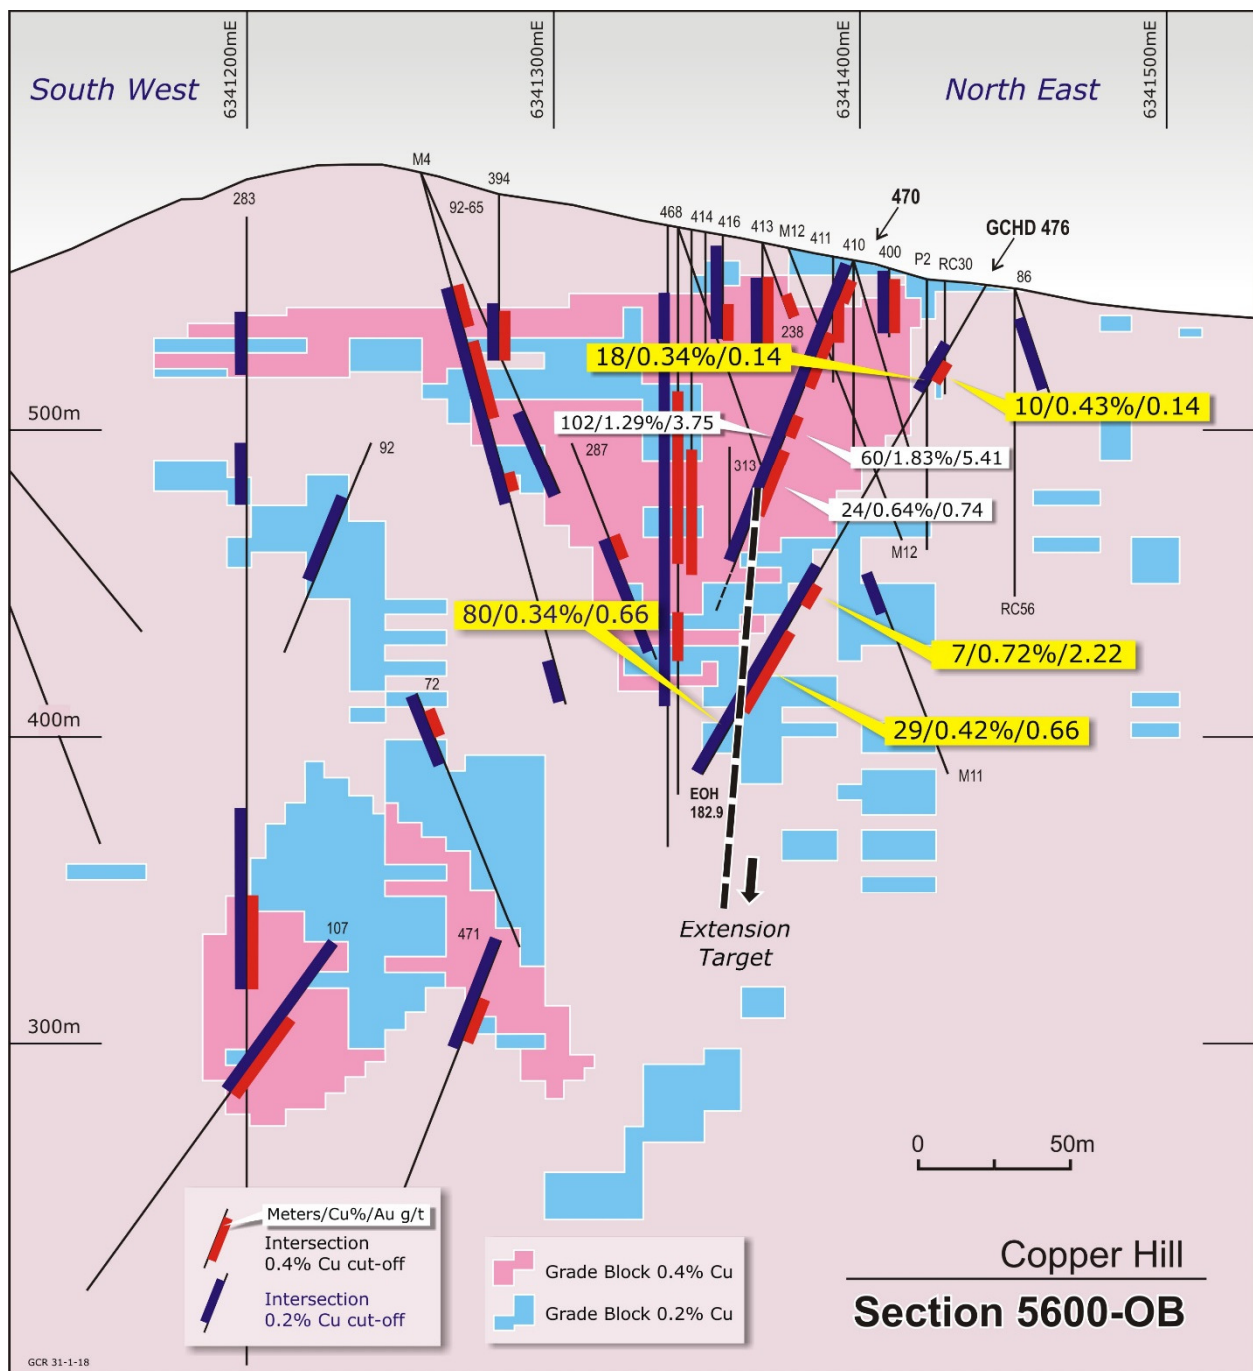 6341200mE
6341300mE
6341400mE
6341500mE
South West
North East
M4
394
283
92-65
468
414
416
413
M12
411
410
470
400
P2
RC30
GCHD 476
86
238
18/0.34%/0.14
10/0.43%/0.14
500m
102/1.29%/3.75
60/1.83%/5.41
92
287
313
24/0.64%/0.74
M12
RC56
80/0.34%/0.66
7/0.72%/2.22
72
29/0.42%/0.66
400m
M11
EOH
182.9
107
471
Extension
Target
300m
0
50m
Meters/Cu%/Au g/t
Intersection
0.4% Cu cut-off
Intersection
0.2% Cu cut-off
Grade Block 0.4% Cu
Grade Block 0.2% Cu
Copper Hill
Section 5600-OB
GCR 31-1-18